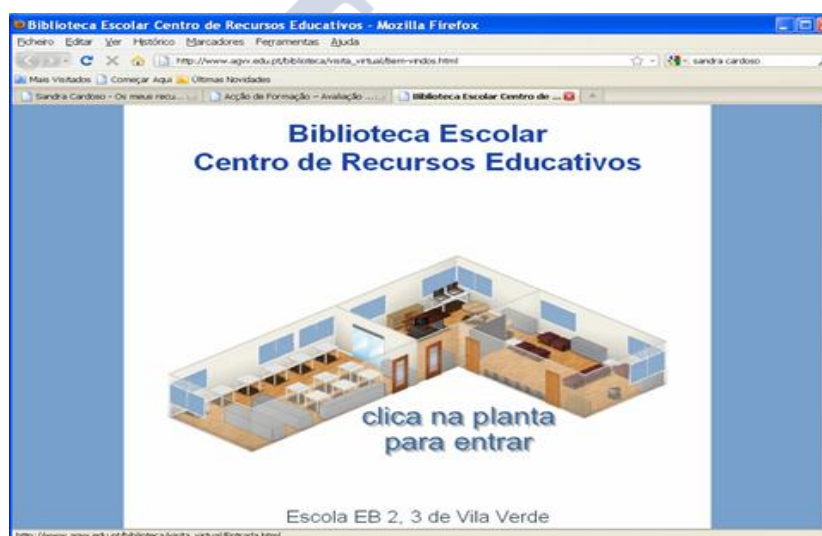 Biblioteca Escolar Centro de Recursos Educativos - Mozilla Firefox
Ficheiro Editar Ver Histórico Marcadores Ferramentas Ajuda
http://www.agvv.edu.pt/biblioteca/visita_virtual/Bem-vindos.html
sandra cardoso
Mais Visitados Começar Aqui Últimas Novidades
Sandra Cardoso - Os meus recu... Acção de Formação – Avaliação ... Biblioteca Escolar Centro de ...
Biblioteca Escolar
Centro de Recursos Educativos
clica na planta
para entrar
Escola EB 2, 3 de Vila Verde